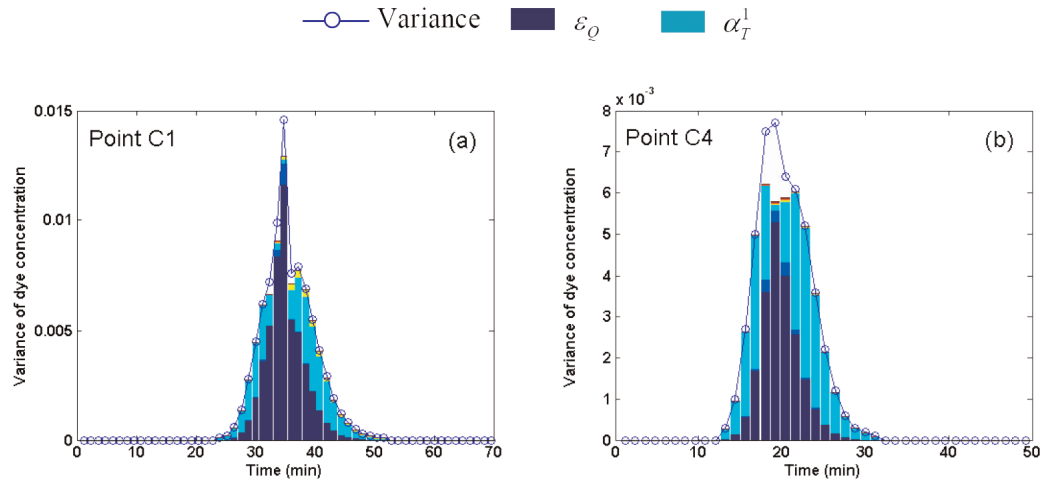 Variance ε_Q α_T^1
Point C1 (a)
Variance of dye concentration
0.015
0.01
0.005
0
0 10 20 30 40 50 60 70
Time (min)
x 10^-3
Point C4 (b)
Variance of dye concentration
8
7
6
5
4
3
2
1
0
0 10 20 30 40 50
Time (min)